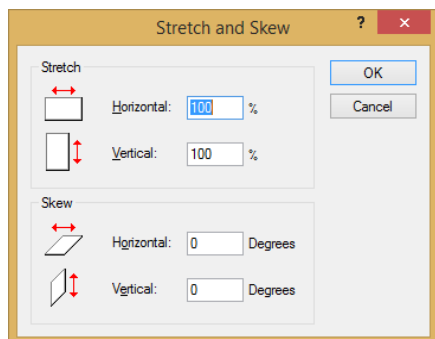 Stretch and Skew ? ×
Stretch
OK
Horizontal: 100 %
Cancel
Vertical: 100 %
Skew
Horizontal: 0 Degrees
Vertical: 0 Degrees